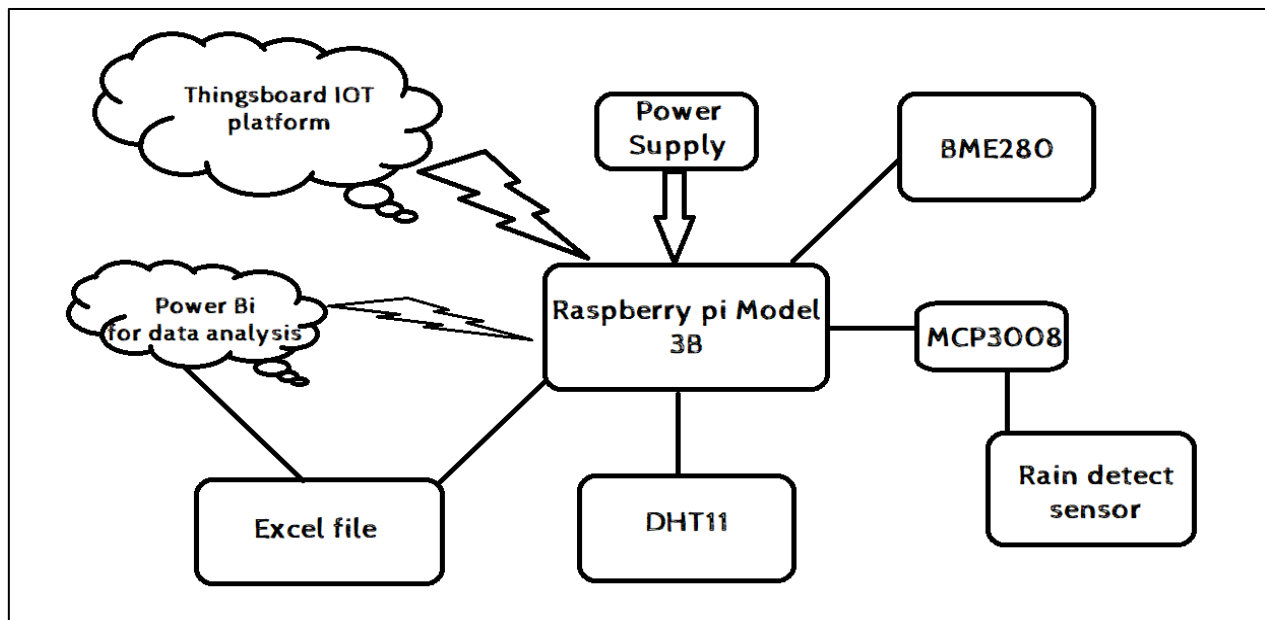 Thingsboard IOT
platform
Power
Supply
BME280
Power Bi
for data analysis
Raspberry pi Model
3B
MCP3008
Excel file
DHT11
Rain detect
sensor